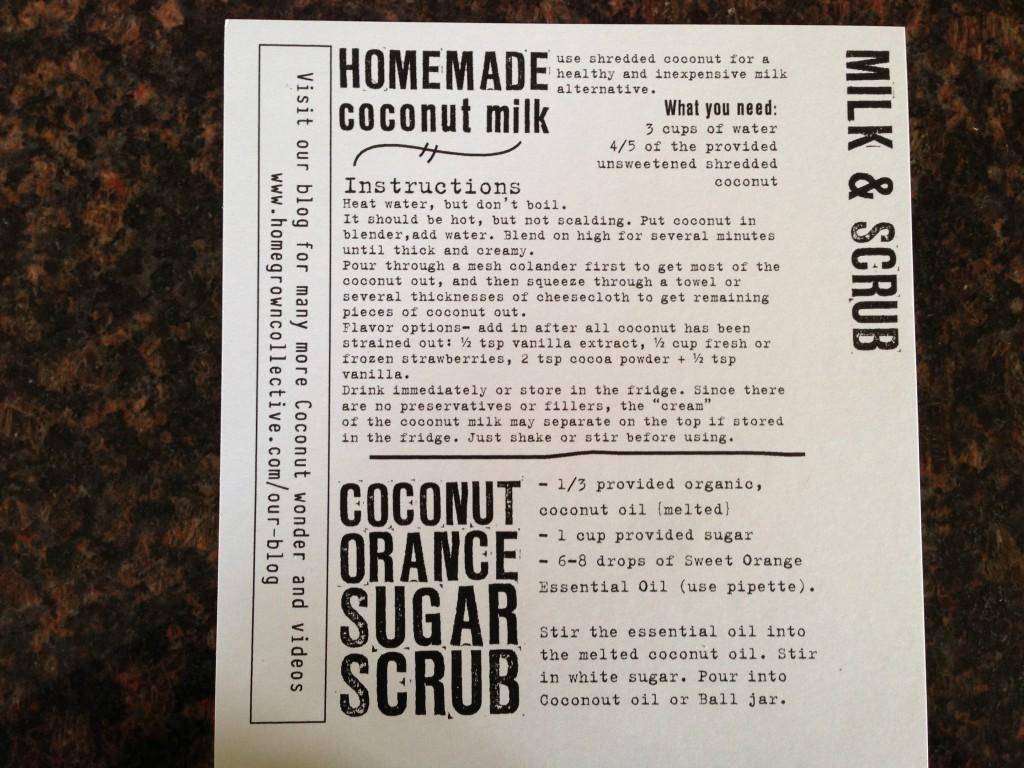 HOMEMADE
coconut milk
use shredded coconut for a
healthy and inexpensive milk
alternative.
What you need:
3 cups of water
4/5 of the provided
unsweetened shredded
coconut
Instructions
Heat water, but don't boil.
It should be hot, but not scalding. Put coconut in
blender,add water. Blend on high for several minutes
until thick and creamy.
Pour through a mesh colander first to get most of the
coconut out, and then squeeze through a towel or
several thicknesses of cheesecloth to get remaining
pieces of coconut out.
Flavor options- add in after all coconut has been
strained out: ½ tsp vanilla extract, ½ cup fresh or
frozen strawberries, 2 tsp cocoa powder + ½ tsp
vanilla.
Drink immediately or store in the fridge. Since there
are no preservatives or fillers, the "cream"
of the coconut milk may separate on the top if stored
in the fridge. Just shake or stir before using.
COCONUT
ORANGE
SUGAR
SCRUB
- 1/3 provided organic,
coconut oil {melted}
- 1 cup provided sugar
- 6-8 drops of Sweet Orange
Essential Oil (use pipette).
Stir the essential oil into
the melted coconut oil. Stir
in white sugar. Pour into
Coconout oil or Ball jar.
MILK & SCRUB
Visit our blog for many more Coconut wonder and videos
www.homegrowncollective.com/our-blog